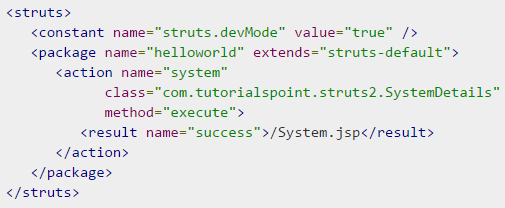 <struts>
<constant name="struts.devMode" value="true" />
<package name="helloworld" extends="struts-default">
<action name="system"
class="com.tutorialspoint.struts2.SystemDetails"
method="execute">
<result name="success">/System.jsp</result>
</action>
</package>
</struts>